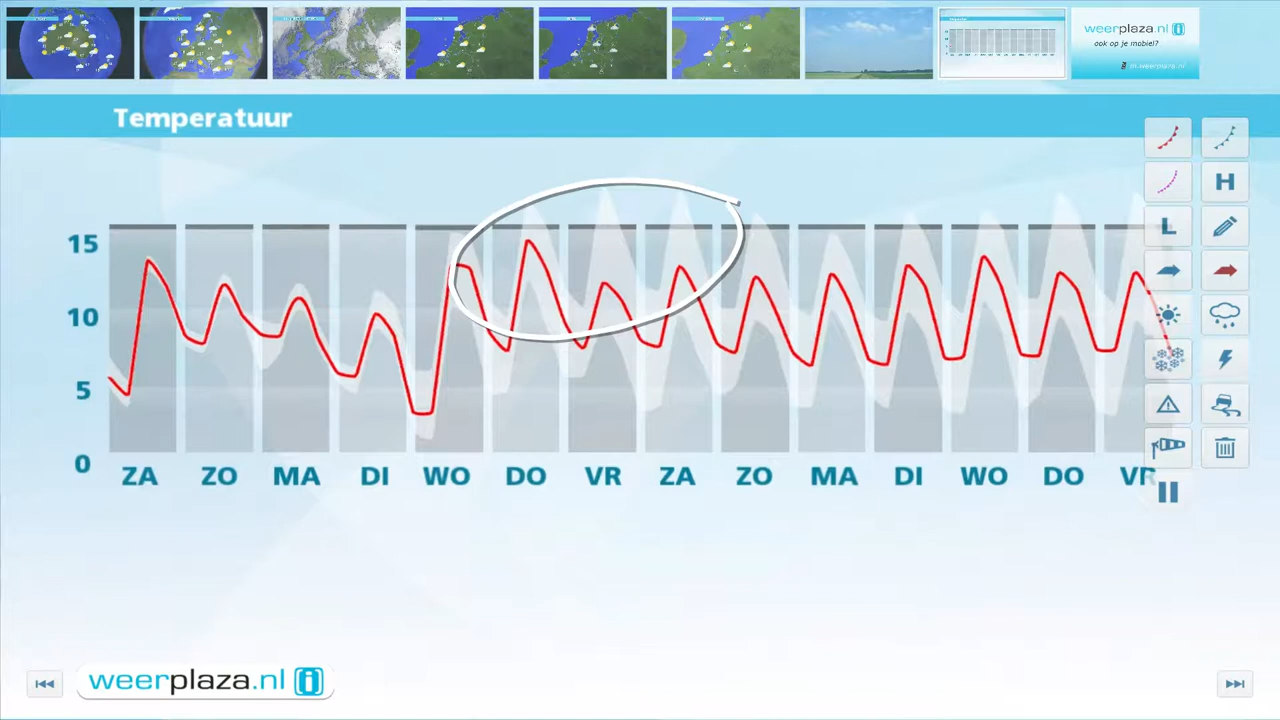 weerplaza.nl i
ook op je mobiel?
m.weerplaza.nl
Temperatuur
H
L
15
10
5
0
ZA ZO MA DI WO DO VR ZA ZO MA DI WO DO VR
weerplaza.nl i